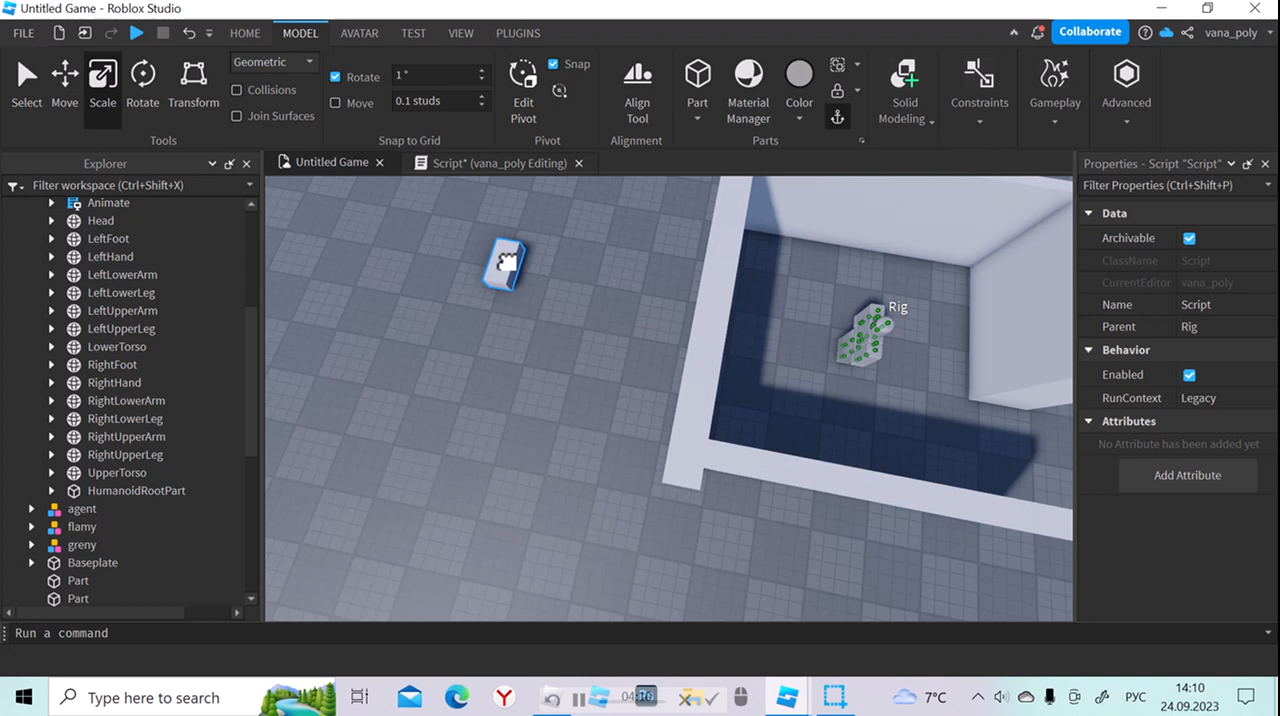 Untitled Game - Roblox Studio
FILE HOME MODEL AVATAR TEST VIEW PLUGINS Collaborate vana_poly
Geometric
Collisions
Join Surfaces
Rotate 1°
Move 0.1 studs
Snap
Select Move Scale Rotate Transform
Edit Pivot
Align Tool
Part Material Manager Color
Solid Modeling
Constraints Gameplay Advanced
Tools Snap to Grid Pivot Alignment Parts
Explorer
Untitled Game
Script* (vana_poly Editing)
Properties - Script "Script"
Filter workspace (Ctrl+Shift+X)
Animate
Head
LeftFoot
LeftHand
LeftLowerArm
LeftLowerLeg
LeftUpperArm
LeftUpperLeg
LowerTorso
RightFoot
RightHand
RightLowerArm
RightLowerLeg
RightUpperArm
RightUpperLeg
UpperTorso
HumanoidRootPart
agent
flamy
greny
Baseplate
Part
Part
Rig
Filter Properties (Ctrl+Shift+P)
Data
Archivable
ClassName Script
CurrentEditor vana_poly
Name Script
Parent Rig
Behavior
Enabled
RunContext Legacy
Attributes
No Attribute has been added yet
Add Attribute
Run a command
Type here to search
04:10
7°C
РУС
14:10
24.09.2023